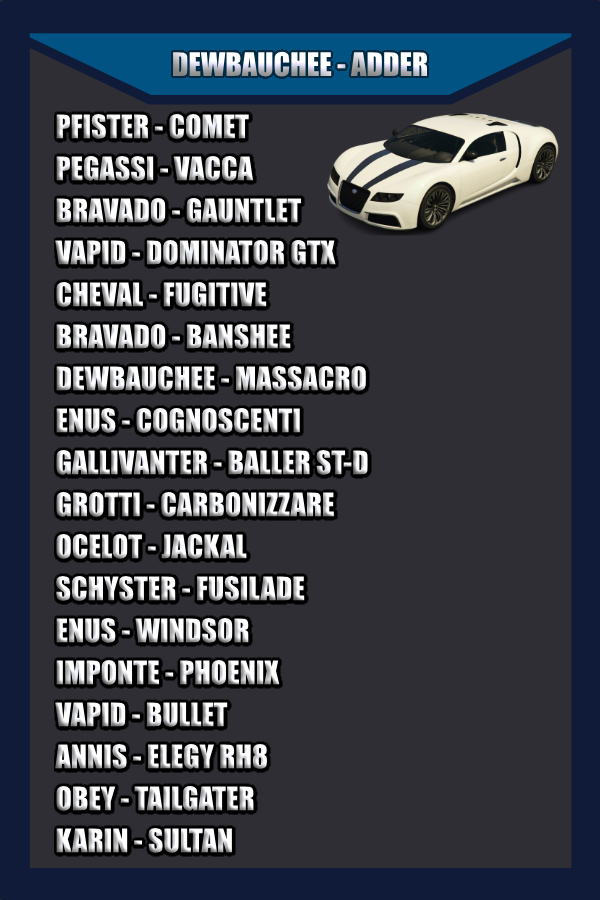 DEWBAUCHEE - ADDER
PFISTER - COMET
PEGASSI - VACCA
BRAVADO - GAUNTLET
VAPID - DOMINATOR GTX
CHEVAL - FUGITIVE
BRAVADO - BANSHEE
DEWBAUCHEE - MASSACRO
ENUS - COGNOSCENTI
GALLIVANTER - BALLER ST-D
GROTTI - CARBONIZZARE
OCELOT - JACKAL
SCHYSTER - FUSILADE
ENUS - WINDSOR
IMPONTE - PHOENIX
VAPID - BULLET
ANNIS - ELEGY RH8
OBEY - TAILGATER
KARIN - SULTAN